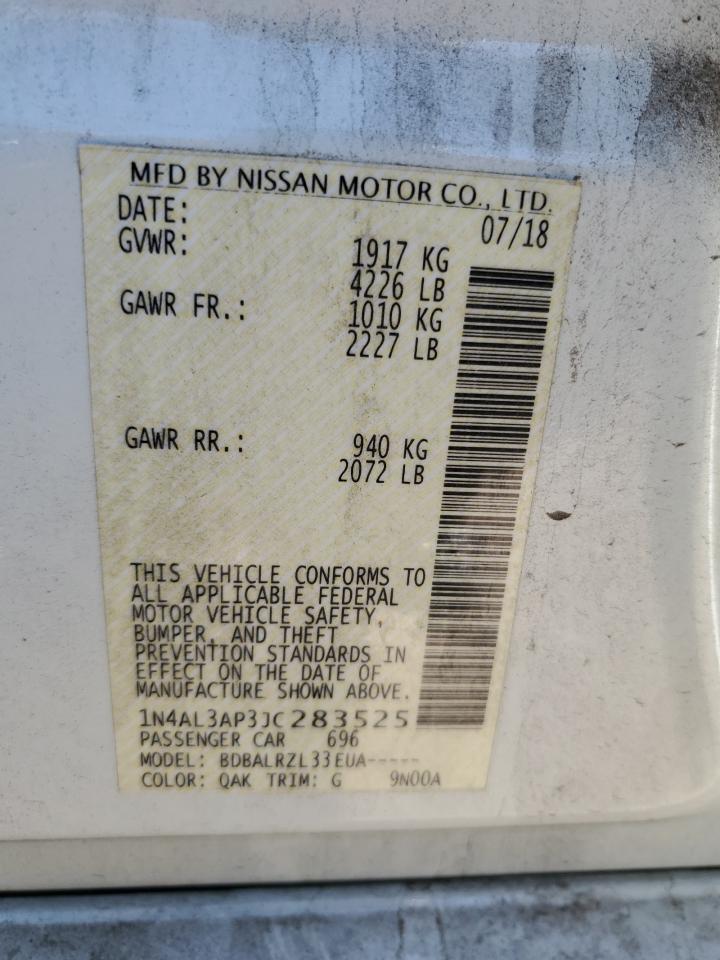 MFD BY NISSAN MOTOR CO., LTD.
DATE: 07/18
GVWR: 1917 KG
4226 LB
GAWR FR.: 1010 KG
2227 LB
GAWR RR.: 940 KG
2072 LB
THIS VEHICLE CONFORMS TO
ALL APPLICABLE FEDERAL
MOTOR VEHICLE SAFETY,
BUMPER, AND THEFT
PREVENTION STANDARDS IN
EFFECT ON THE DATE OF
MANUFACTURE SHOWN ABOVE.
1N4AL3AP3JC283525
PASSENGER CAR 696
MODEL: BDBALRZL33EUA-----
COLOR: QAK TRIM: G 9N00A